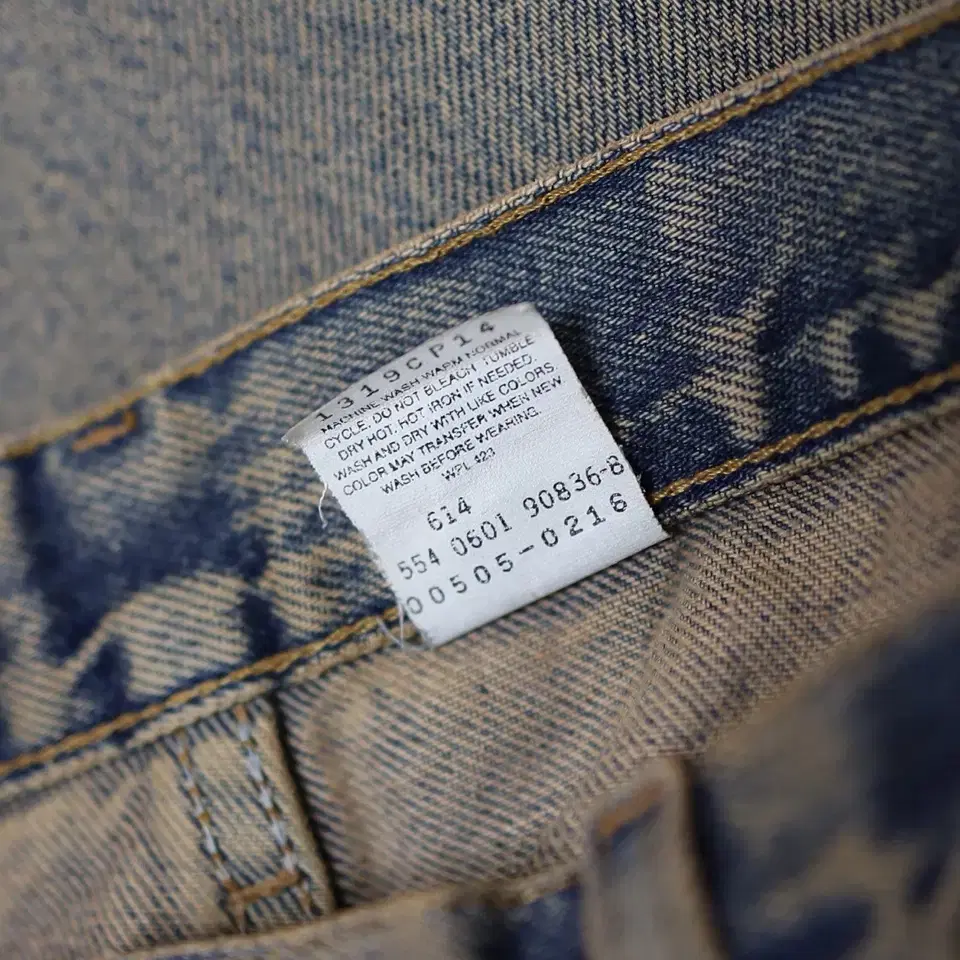 1319CP14
MACHINE WASH WARM NORMAL
CYCLE. DO NOT BLEACH TUMBLE
DRY HOT. HOT IRON IF NEEDED.
WASH AND DRY WITH LIKE COLORS.
COLOR MAY TRANSFER WHEN NEW.
WASH BEFORE WEARING.
WPL 423
614
554 0601 90836-8
00505-0216